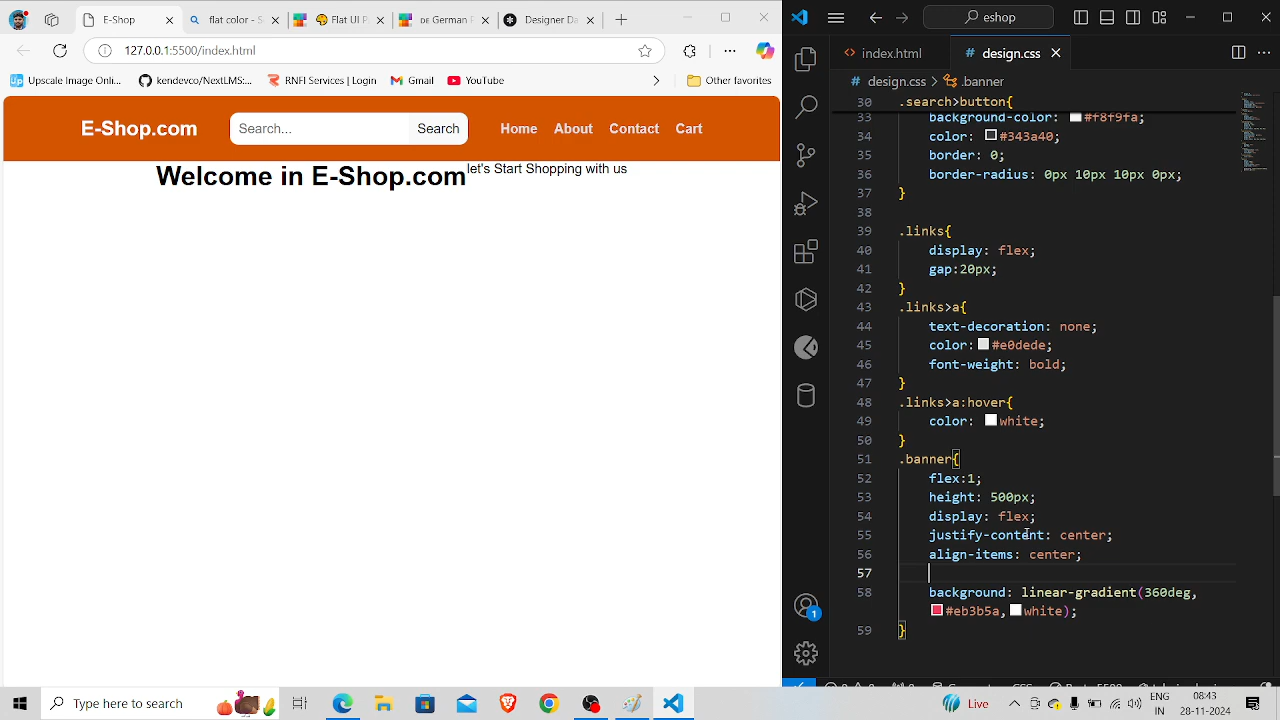 E-Shop
flat color - S
Flat UI P
German P
Designer Da
eshop
127.0.0.1:5500/index.html
Upscale Image Onli...
kendevco/NextLMS:...
RNFI Services | Login
Gmail
YouTube
Other favorites
index.html
design.css
design.css > .banner
E-Shop.com
Search...
Search
Home
About
Contact
Cart
Welcome in E-Shop.com
let's Start Shopping with us
30 .search>button{
33 background-color: #f8f9fa;
34 color: #343a40;
35 border: 0;
36 border-radius: 0px 10px 10px 0px;
37 }
38
39 .links{
40 display: flex;
41 gap:20px;
42 }
43 .links>a{
44 text-decoration: none;
45 color: #e0dede;
46 font-weight: bold;
47 }
48 .links>a:hover{
49 color: white;
50 }
51 .banner{
52 flex:1;
53 height: 500px;
54 display: flex;
55 justify-content: center;
56 align-items: center;
57
58 background: linear-gradient(360deg,
#eb3b5a, white);
59 }
1
Type here to search
Live
ENG
IN
08:43
28-11-2024